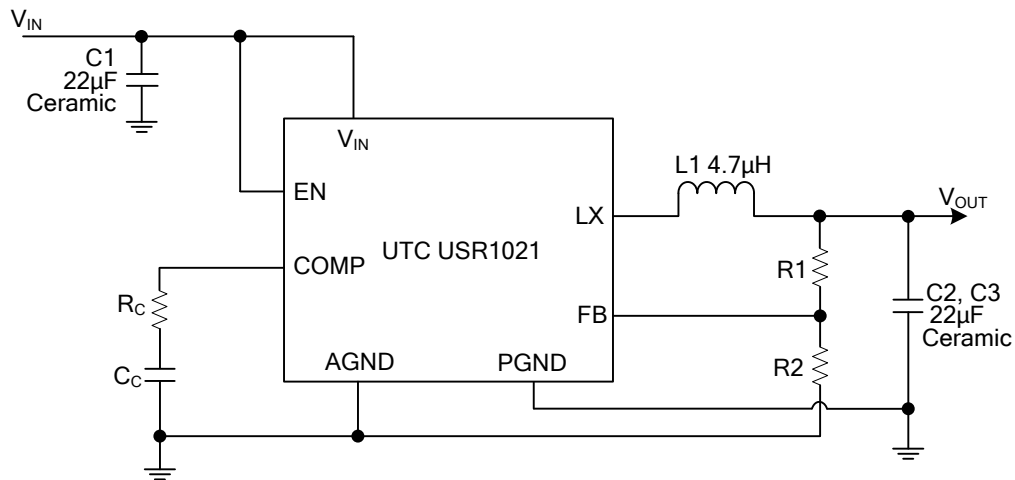 VIN
C1
22µF
Ceramic
VIN
EN
COMP
UTC USR1021
LX
FB
AGND
PGND
L1 4.7µH
VOUT
R1
R2
C2, C3
22µF
Ceramic
RC
CC